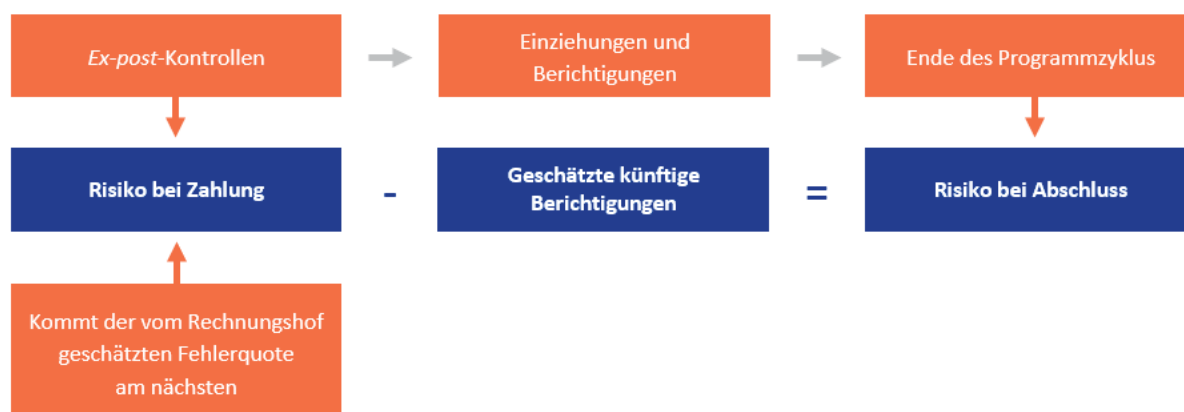 Ex-post-Kontrollen
Einziehungen und
Berichtigungen
Ende des Programmzyklus
Risiko bei Zahlung
-
Geschätzte künftige
Berichtigungen
=
Risiko bei Abschluss
Kommt der vom Rechnungshof
geschätzten Fehlerquote
am nächsten